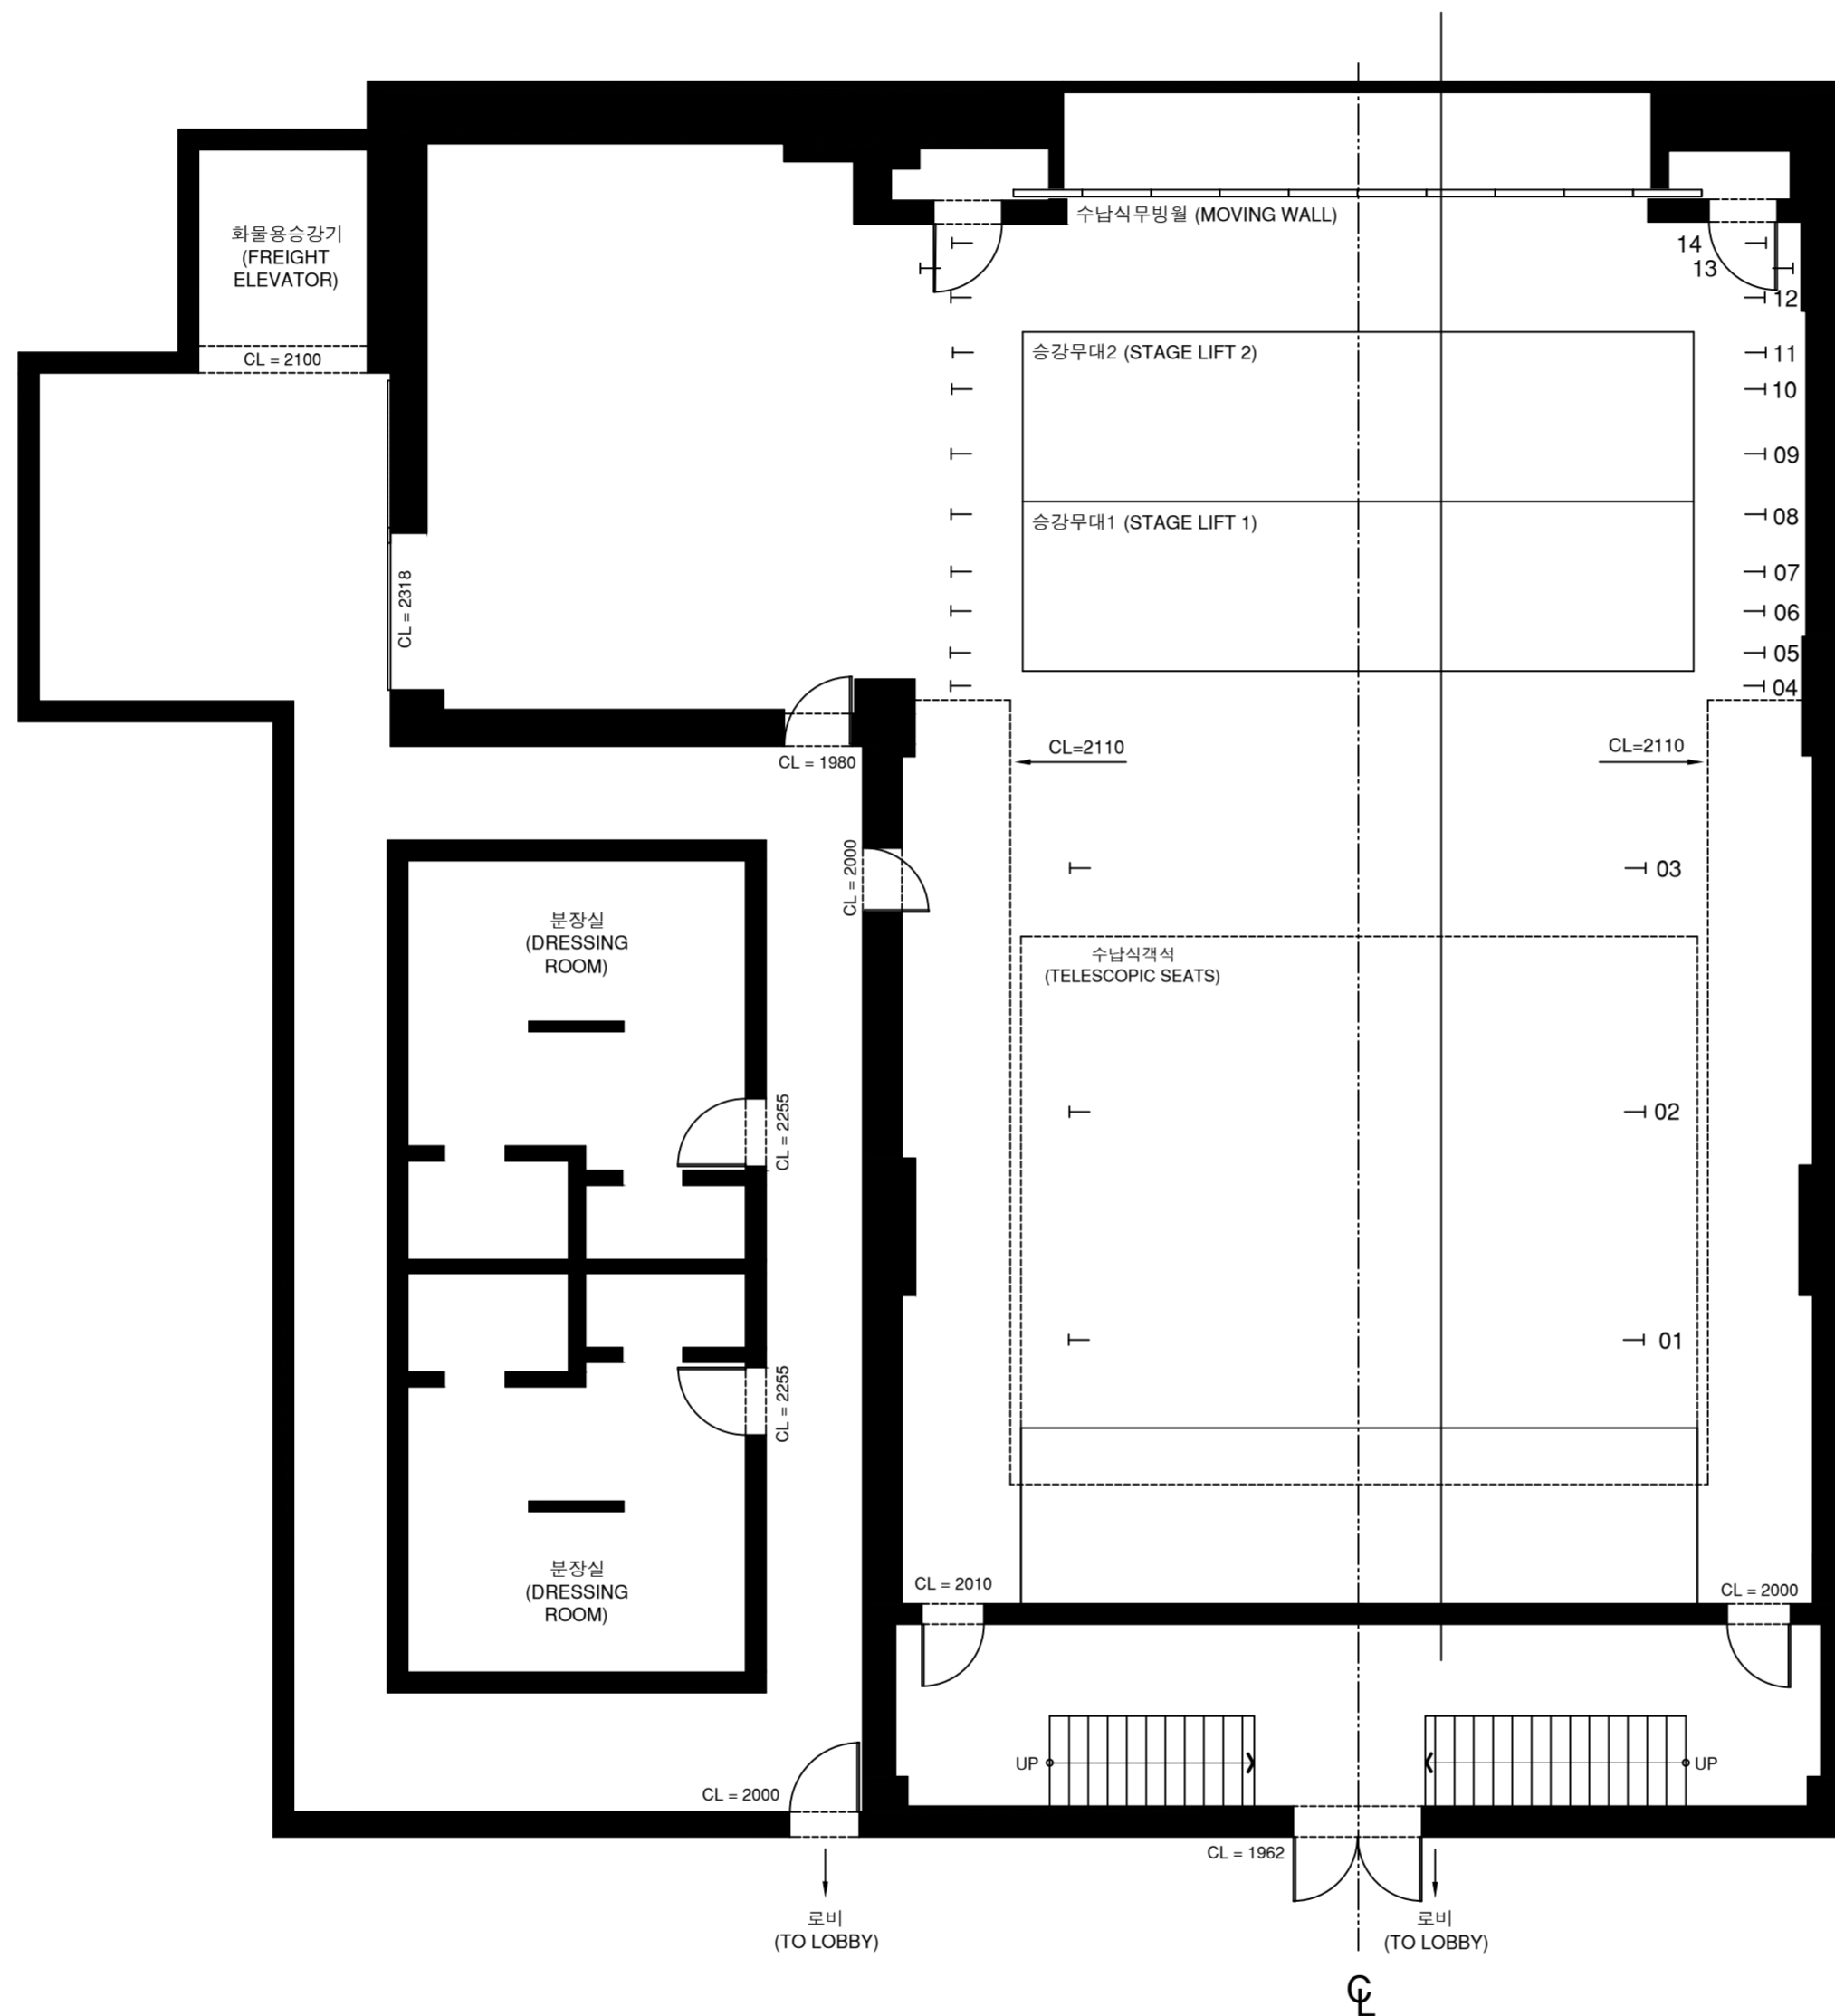 수납식무빙월 (MOVING WALL)
화물용승강기
(FREIGHT
ELEVATOR)
14
13
12
CL = 2100
승강무대2 (STAGE LIFT 2)
11
10
09
승강무대1 (STAGE LIFT 1)
08
07
CL = 2318
06
05
04
CL=2110
CL=2110
CL = 1980
CL = 2000
03
분장실
(DRESSING
ROOM)
수납식객석
(TELESCOPIC SEATS)
02
CL = 2255
01
CL = 2255
분장실
(DRESSING
ROOM)
CL = 2010
CL = 2000
UP
UP
CL = 2000
CL = 1962
로비
(TO LOBBY)
로비
(TO LOBBY)
CL